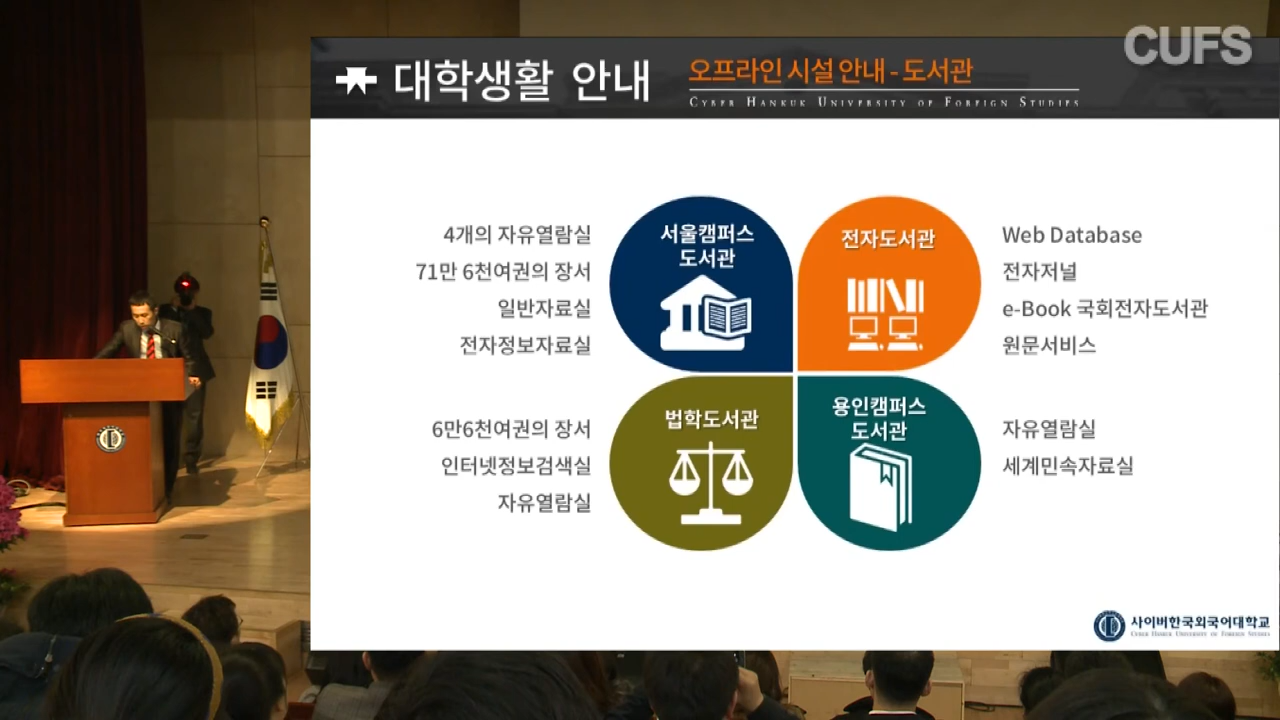 CUFS
대학생활 안내
오프라인 시설 안내 - 도서관
CYBER HANKUK UNIVERSITY OF FOREIGN STUDIES
서울캠퍼스
도서관
4개의 자유열람실
71만 6천여권의 장서
일반자료실
전자정보자료실
전자도서관
Web Database
전자저널
e-Book 국회전자도서관
원문서비스
법학도서관
6만6천여권의 장서
인터넷정보검색실
자유열람실
용인캠퍼스
도서관
자유열람실
세계민속자료실
사이버한국외국어대학교
CYBER HANKUK UNIVERSITY OF FOREIGN STUDIES